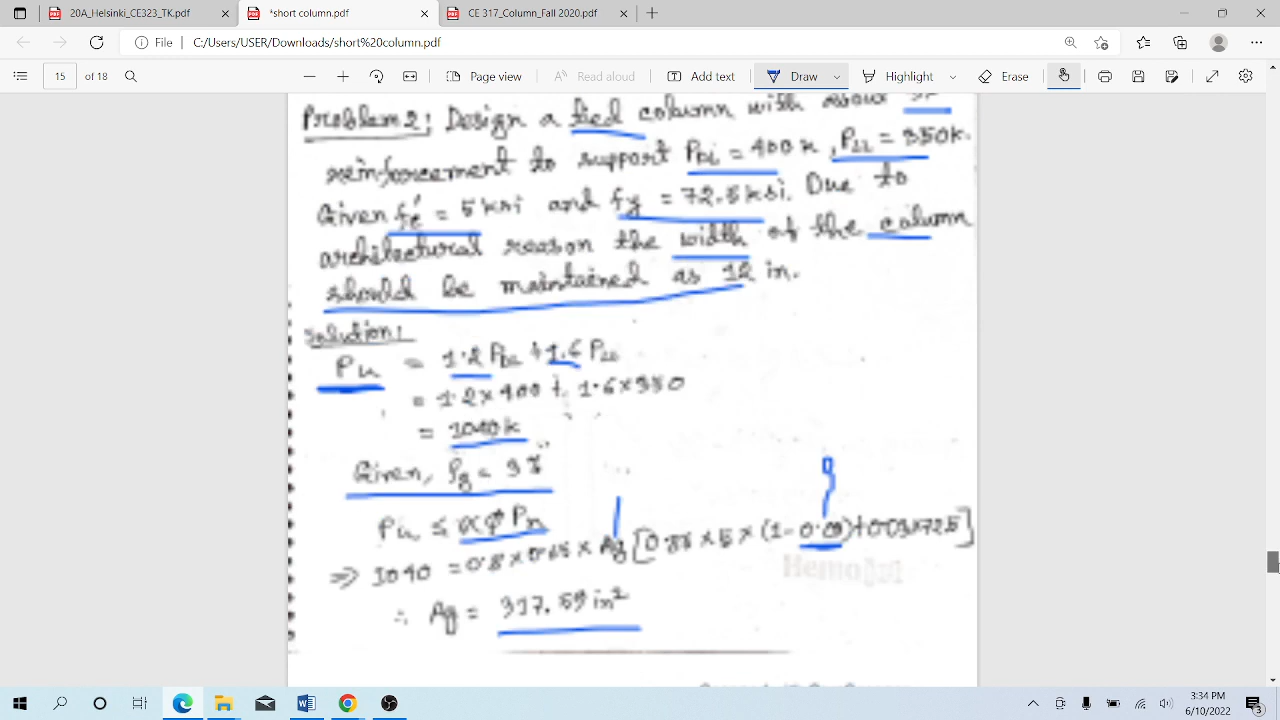 20A_Helsinki_CE323_TK.pdf
*short column.pdf
CE 317_Column_Fall 2020.pdf
File C:/Users/USER/Downloads/short%20column.pdf
15 of 18
Page view
Read aloud
Add text
Draw
Highlight
Erase
Problem 2: Design a tied column with about
reinforcement to support PDL = 400 k, PLL = 350k.
Given fc' = 5 ksi and fy = 72.5 ksi. Due to
architectural reason the width of the column
should be maintained as 12 in.
Solution:
Pu = 1.2 PDL + 1.6 PLL
= 1.2 × 400 + 1.6 × 350
= 1040 k
Given, ρg = 3%
Pu ≤ α φ Pn
⇒ 1040 = 0.8 × 0.65 × Ag [0.85 × 5 × (1-0.03) + 0.03×72.5]
∴ Ag = 317.59 in²
3:34 PM
6/10/2022